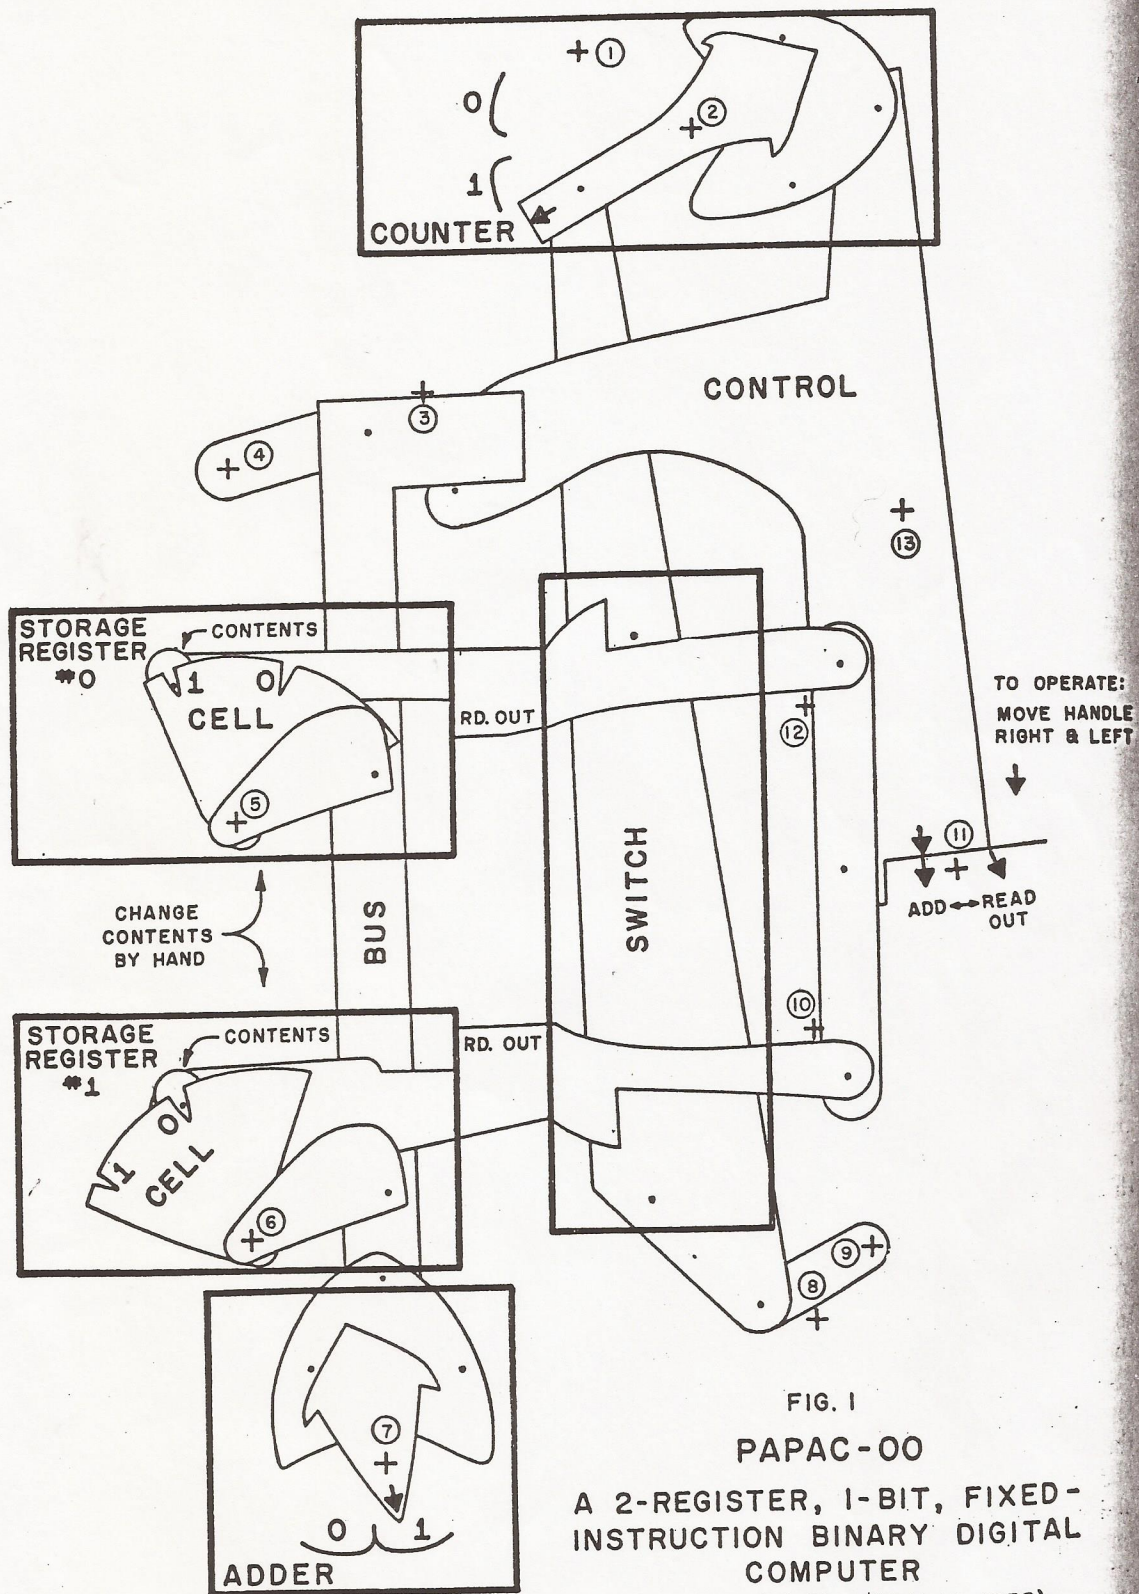 1
0
2
1
COUNTER
CONTROL
3
4
13
STORAGE
REGISTER
#0
CONTENTS
1 0
CELL
RD. OUT
5
12
TO OPERATE:
MOVE HANDLE
RIGHT & LEFT
11
ADD ↔ READ
OUT
CHANGE
CONTENTS
BY HAND
BUS
SWITCH
10
STORAGE
REGISTER
#1
CONTENTS
RD. OUT
0
1
CELL
6
9
8
7
0 1
ADDER
FIG. 1
PAPAC-00
A 2-REGISTER, 1-BIT, FIXED-
INSTRUCTION BINARY DIGITAL
COMPUTER